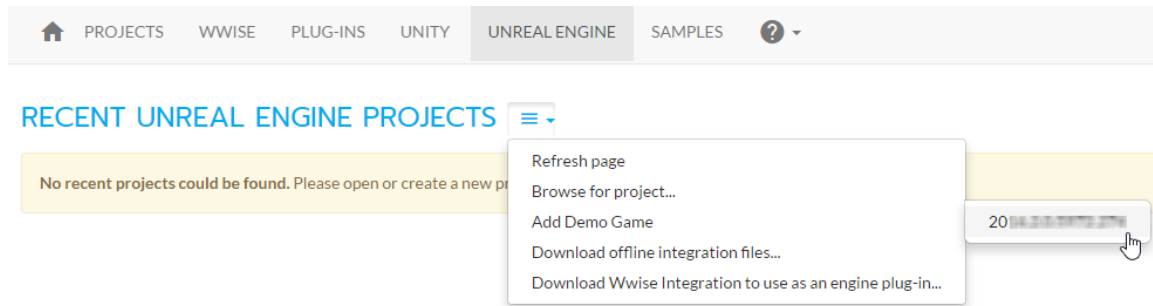 PROJECTS WWISE PLUG-INS UNITY UNREAL ENGINE SAMPLES ?
RECENT UNREAL ENGINE PROJECTS
No recent projects could be found. Please open or create a new pr
Refresh page
Browse for project...
Add Demo Game
20
Download offline integration files...
Download Wwise Integration to use as an engine plug-in...